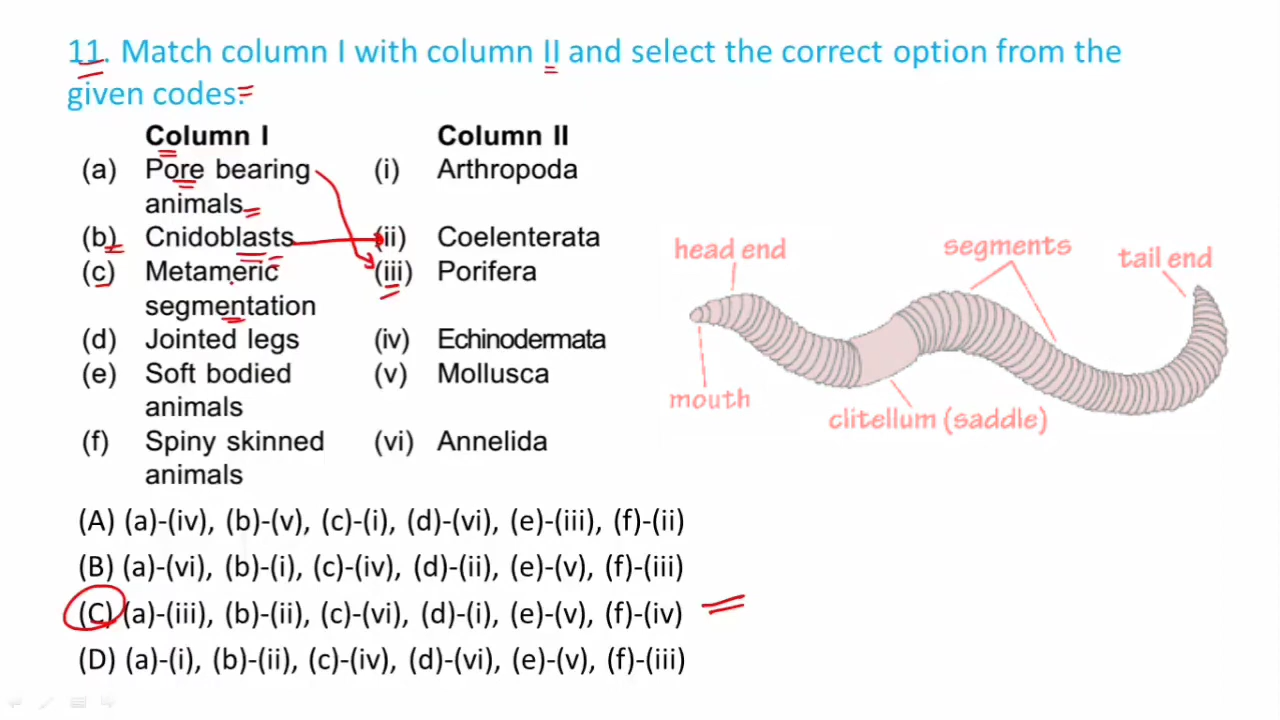 11. Match column I with column II and select the correct option from the
given codes.
Column I Column II
(a) Pore bearing (i) Arthropoda
animals
(b) Cnidoblasts (ii) Coelenterata
(c) Metameric (iii) Porifera
segmentation
(d) Jointed legs (iv) Echinodermata
(e) Soft bodied (v) Mollusca
animals
(f) Spiny skinned (vi) Annelida
animals
head end
segments
tail end
mouth
clitellum (saddle)
(A) (a)-(iv), (b)-(v), (c)-(i), (d)-(vi), (e)-(iii), (f)-(ii)
(B) (a)-(vi), (b)-(i), (c)-(iv), (d)-(ii), (e)-(v), (f)-(iii)
(C) (a)-(iii), (b)-(ii), (c)-(vi), (d)-(i), (e)-(v), (f)-(iv)
(D) (a)-(i), (b)-(ii), (c)-(iv), (d)-(vi), (e)-(v), (f)-(iii)